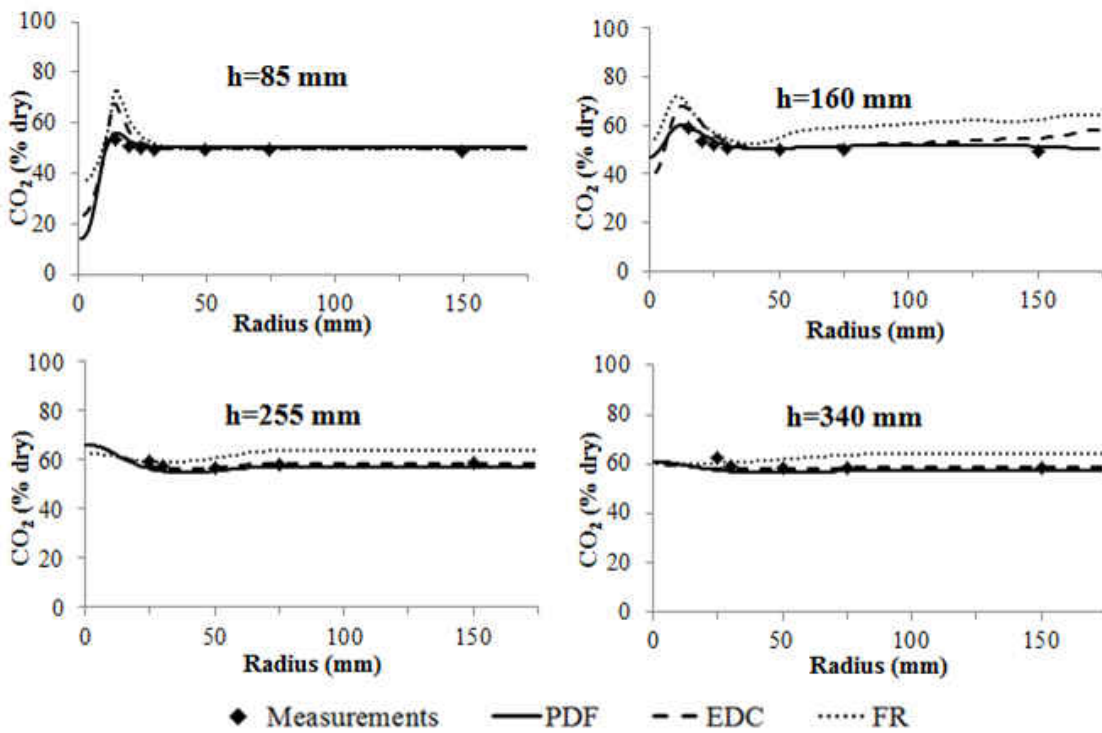 100
80
60
40
20
0
CO₂ (% dry)
h=85 mm
0 50 100 150
Radius (mm)
100
80
60
40
20
0
CO₂ (% dry)
h=160 mm
0 50 100 150
Radius (mm)
100
80
60
40
20
0
CO₂ (% dry)
h=255 mm
0 50 100 150
Radius (mm)
100
80
60
40
20
0
CO₂ (% dry)
h=340 mm
0 50 100 150
Radius (mm)
Measurements PDF EDC FR